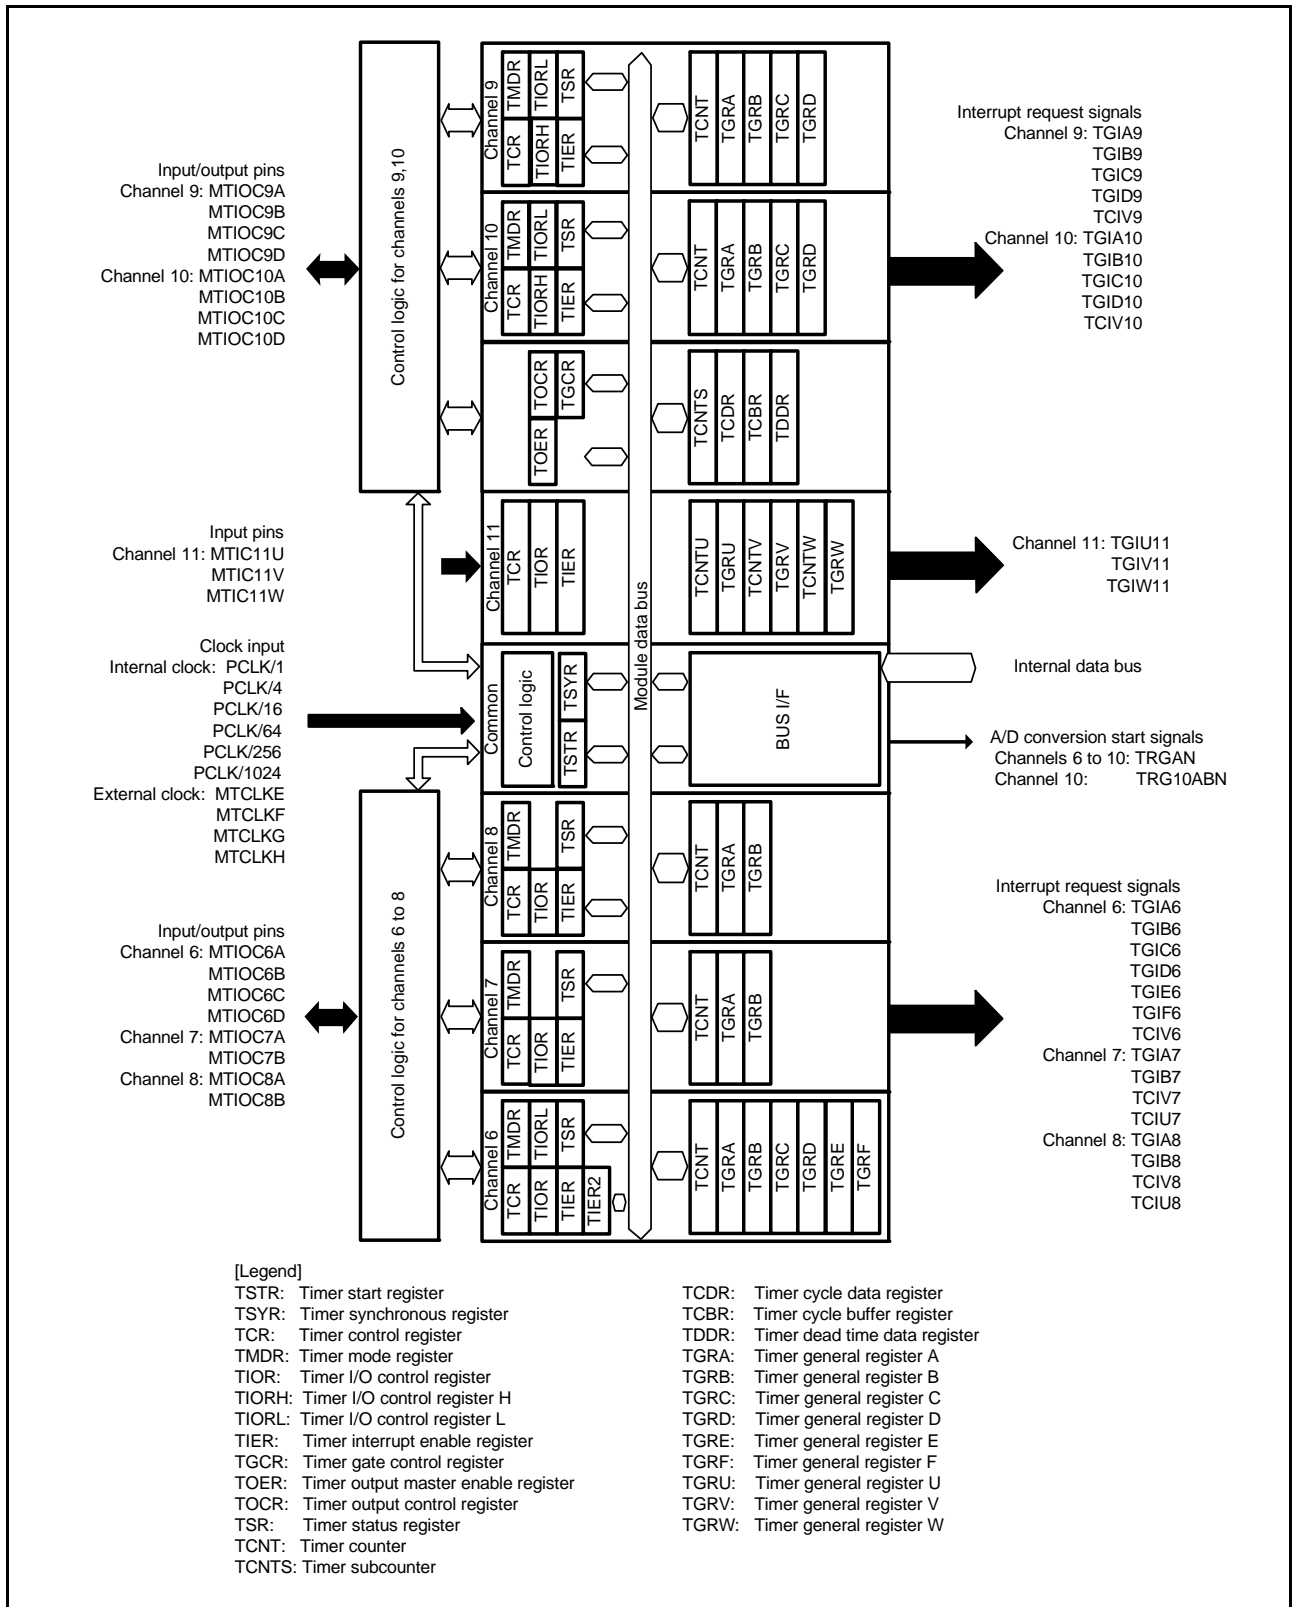 Input/output pins
Channel 9: MTIOC9A
MTIOC9B
MTIOC9C
MTIOC9D
Channel 10: MTIOC10A
MTIOC10B
MTIOC10C
MTIOC10D
Input pins
Channel 11: MTIC11U
MTIC11V
MTIC11W
Clock input
Internal clock: PCLK/1
PCLK/4
PCLK/16
PCLK/64
PCLK/256
PCLK/1024
External clock: MTCLKE
MTCLKF
MTCLKG
MTCLKH
Input/output pins
Channel 6: MTIOC6A
MTIOC6B
MTIOC6C
MTIOC6D
Channel 7: MTIOC7A
MTIOC7B
Channel 8: MTIOC8A
MTIOC8B
Control logic for channels 9,10
Control logic for channels 6 to 8
Channel 9
TMDR
TIORL
TSR
TCR
TIORH
TIER
TCNT
TGRA
TGRB
TGRC
TGRD
Channel 10
TMDR
TIORL
TSR
TCR
TIORH
TIER
TCNT
TGRA
TGRB
TGRC
TGRD
TOCR
TGCR
TOER
TCNTS
TCDR
TCBR
TDDR
Channel 11
TCR
TIOR
TIER
TCNTU
TGRU
TCNTV
TGRV
TCNTW
TGRW
Module data bus
Common
Control logic
TSYR
TSTR
BUS I/F
Channel 8
TMDR
TSR
TCR
TIOR
TIER
TCNT
TGRA
TGRB
Channel 7
TMDR
TSR
TCR
TIOR
TIER
TCNT
TGRA
TGRB
Channel 6
TMDR
TIORL
TSR
TCR
TIOR
TIER
TIER2
TCNT
TGRA
TGRB
TGRC
TGRD
TGRE
TGRF
Interrupt request signals
Channel 9: TGIA9
TGIB9
TGIC9
TGID9
TCIV9
Channel 10: TGIA10
TGIB10
TGIC10
TGID10
TCIV10
Channel 11: TGIU11
TGIV11
TGIW11
Internal data bus
A/D conversion start signals
Channels 6 to 10: TRGAN
Channel 10: TRG10ABN
Interrupt request signals
Channel 6: TGIA6
TGIB6
TGIC6
TGID6
TGIE6
TGIF6
TCIV6
Channel 7: TGIA7
TGIB7
TCIV7
TCIU7
Channel 8: TGIA8
TGIB8
TCIV8
TCIU8
[Legend]
TSTR: Timer start register
TSYR: Timer synchronous register
TCR: Timer control register
TMDR: Timer mode register
TIOR: Timer I/O control register
TIORH: Timer I/O control register H
TIORL: Timer I/O control register L
TIER: Timer interrupt enable register
TGCR: Timer gate control register
TOER: Timer output master enable register
TOCR: Timer output control register
TSR: Timer status register
TCNT: Timer counter
TCNTS: Timer subcounter
TCDR: Timer cycle data register
TCBR: Timer cycle buffer register
TDDR: Timer dead time data register
TGRA: Timer general register A
TGRB: Timer general register B
TGRC: Timer general register C
TGRD: Timer general register D
TGRE: Timer general register E
TGRF: Timer general register F
TGRU: Timer general register U
TGRV: Timer general register V
TGRW: Timer general register W